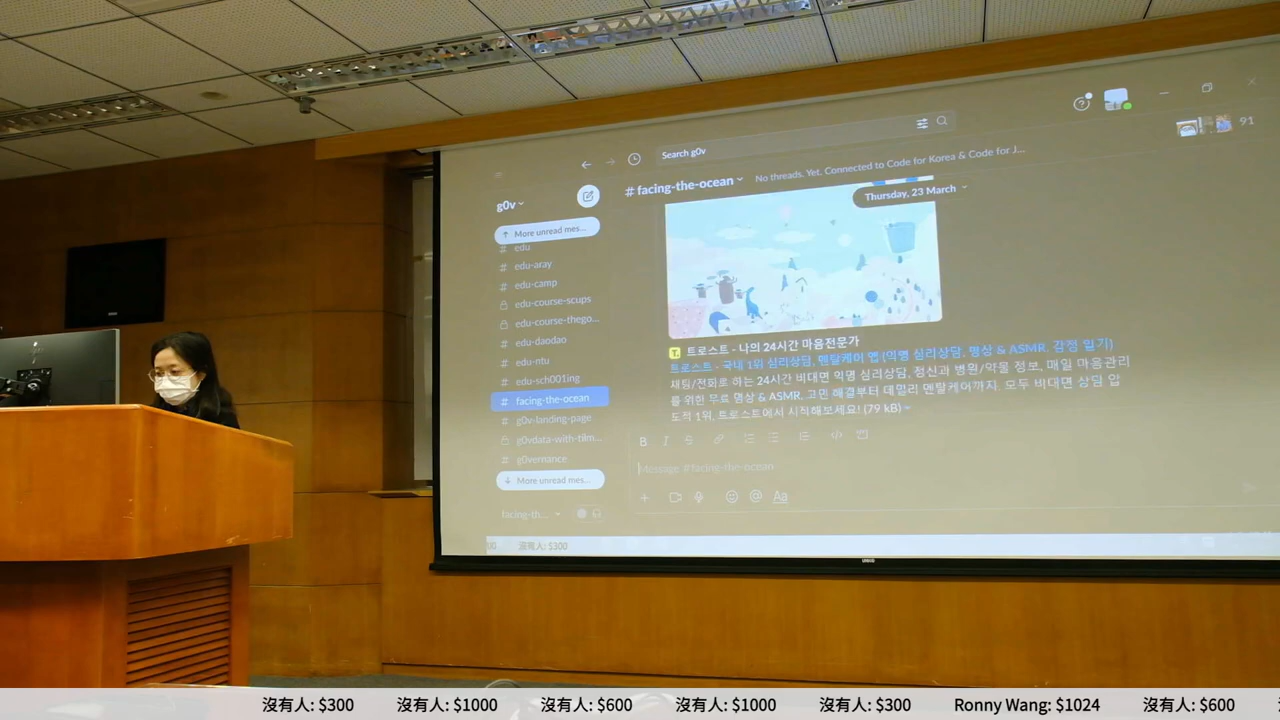 Search g0v
91
g0v
# facing-the-ocean
No threads. Yet. Connected to Code for Korea & Code for J...
Thursday, 23 March
More unread mes...
# edu
# edu-array
# edu-camp
edu-course-scups
edu-course-thego...
# edu-daodao
# edu-ntu
# edu-sch001ing
# facing-the-ocean
# g0v-landing-page
g0vdata-with-tilm...
# g0vernance
More unread mes...
facing-th...
트로스트 - 나의 24시간 마음전문가
트로스트 - 국내 1위 심리상담, 멘탈케어 앱 (익명 심리상담, 명상 & ASMR, 감정 일기)
채팅/전화로 하는 24시간 비대면 익명 심리상담, 정신과 병원/약물 정보, 매일 마음관리
를 위한 무료 명상 & ASMR, 고민 해결부터 데일리 멘탈케어까지. 모두 비대면 상담 압
도적 1위, 트로스트에서 시작해보세요! (79 kB)
B I S
Message #facing-the-ocean
Aa
00 沒有人: $300
沒有人: $300 沒有人: $1000 沒有人: $600 沒有人: $1000 沒有人: $300 Ronny Wang: $1024 沒有人: $600